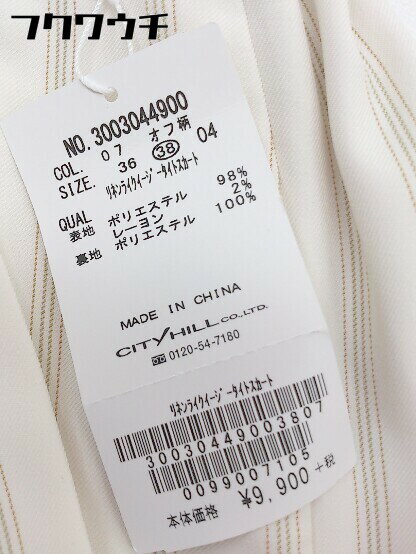 フクワウチ
NO.3003044900
COL. 07 オフ柄
SIZE. 36 38 04
ﾘﾈﾝﾗｲｸｲｰｼﾞｰﾀｲﾄｽｶｰﾄ
QUAL ポリエステル 98%
表地 レーヨン 2%
裏地 ポリエステル 100%
MADE IN CHINA
CITY HILL CO.,LTD.
0120-54-7180
ﾘﾈﾝﾗｲｸｲｰｼﾞｰﾀｲﾄｽｶｰﾄ
30030449003807
0099007105
本体価格 ¥9,900 +税